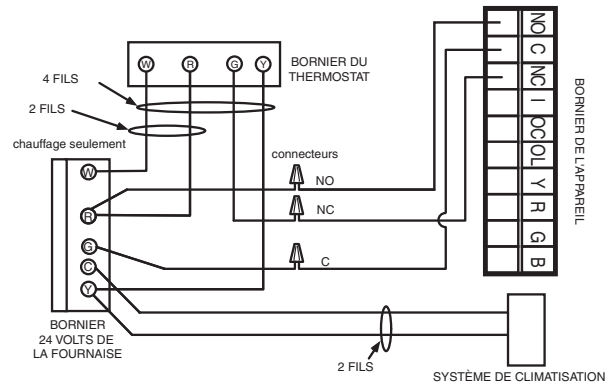 BORNIER DU
THERMOSTAT
W
R
G
Y
4 FILS
2 FILS
chauffage seulement
connecteurs
W
R
G
C
Y
NO
NC
C
BORNIER
24 VOLTS DE
LA FOURNAISE
2 FILS
SYSTÈME DE CLIMATISATION
NO
C
NC
I
OC
OL
Y
R
G
B
BORNIER DE L'APPAREIL